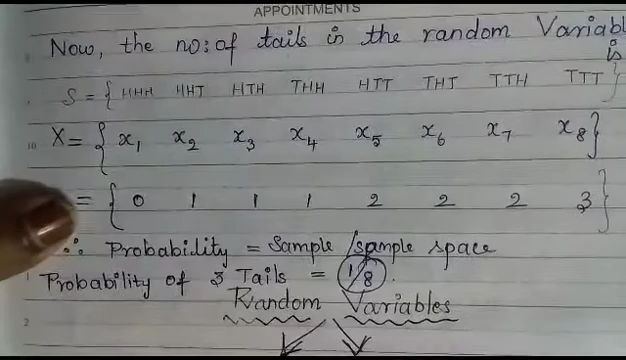 APPOINTMENTS
Now, the no: of tails in the random Variabl
is
S = { HHH HHT HTH THH HTT THT TTH TTT }
X = { x₁ x₂ x₃ x₄ x₅ x₆ x₇ x₈ }
= { 0 1 1 1 2 2 2 3 }
∴ Probability = Sample / sample space
Probability of 3 Tails = 1/8.
Random Variables